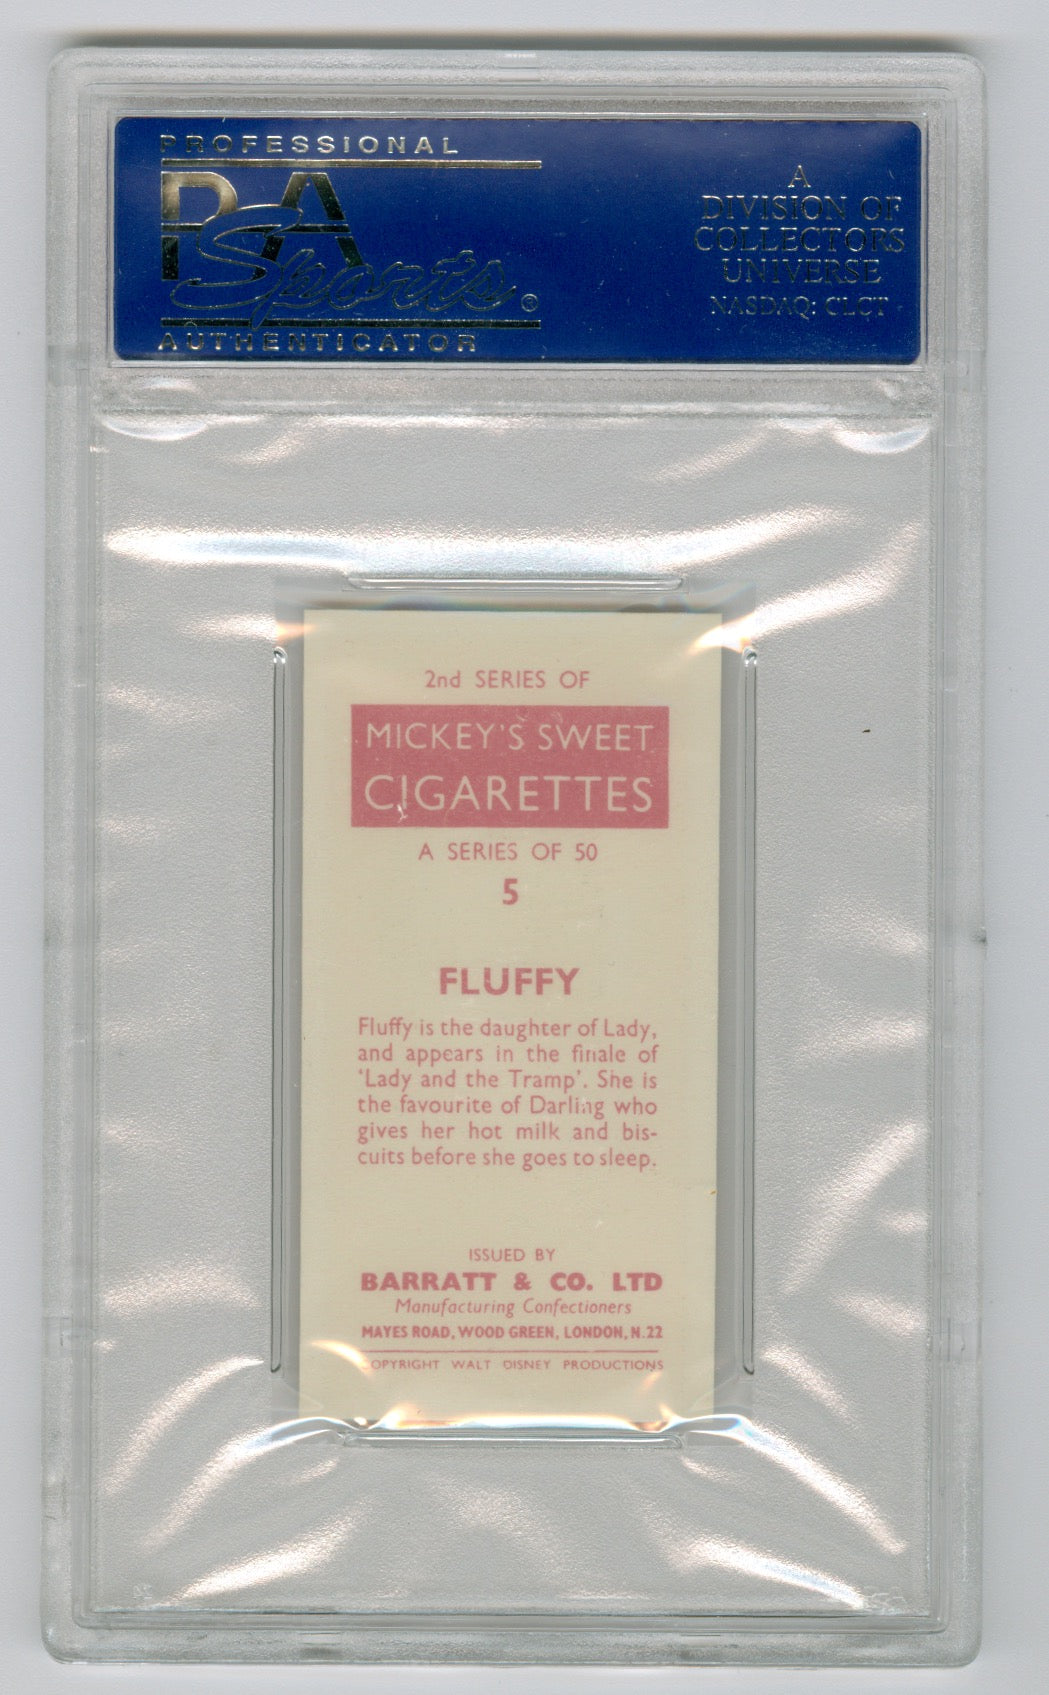 PROFESSIONAL
PSA
Sports®
AUTHENTICATOR
A
DIVISION OF
COLLECTORS
UNIVERSE
NASDAQ: CLCT
2nd SERIES OF
MICKEY'S SWEET
CIGARETTES
A SERIES OF 50
5
FLUFFY
Fluffy is the daughter of Lady,
and appears in the finale of
'Lady and the Tramp'. She is
the favourite of Darling who
gives her hot milk and bis-
cuits before she goes to sleep.
ISSUED BY
BARRATT & CO. LTD
Manufacturing Confectioners
MAYES ROAD, WOOD GREEN, LONDON, N.22
COPYRIGHT WALT DISNEY PRODUCTIONS